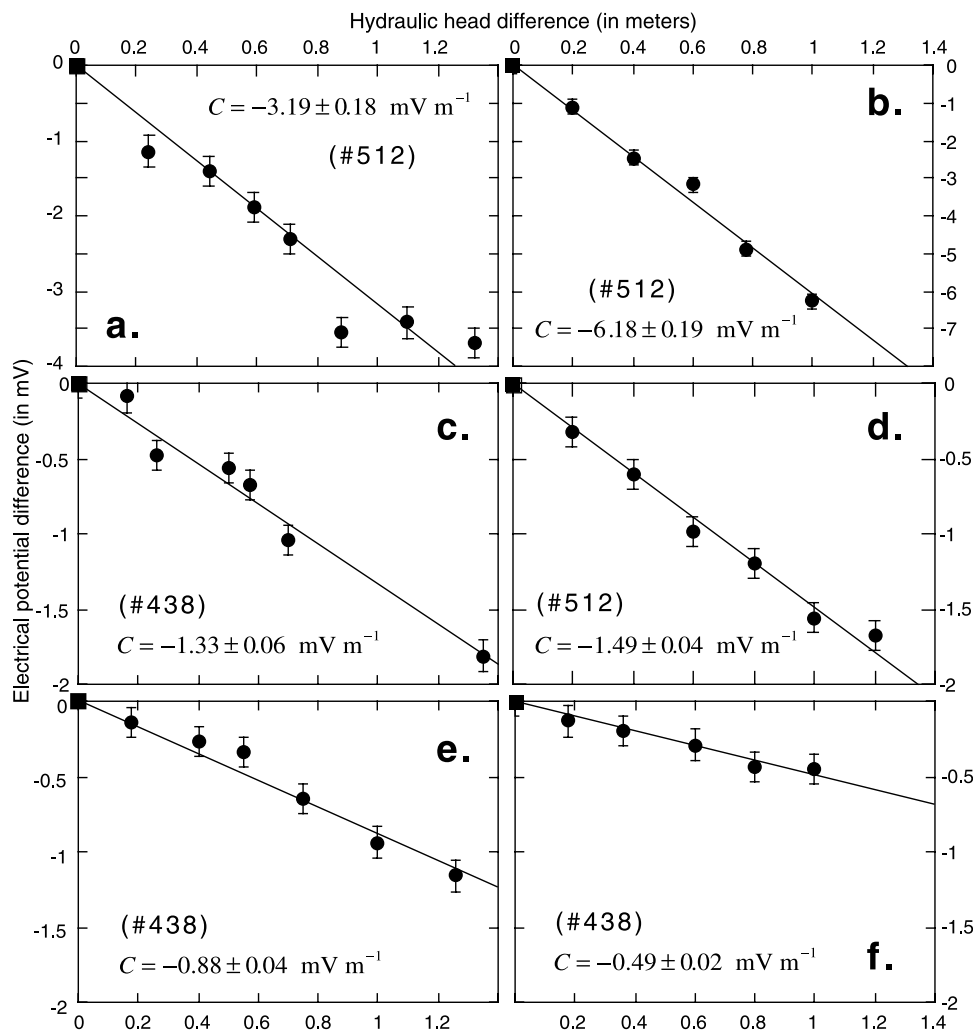 Hydraulic head difference (in meters)
0 0.2 0.4 0.6 0.8 1 1.2
0 0.2 0.4 0.6 0.8 1 1.2 1.4
Electrical potential difference (in mV)
0
-1
-2
-3
-4
C = −3.19 ± 0.18 mV m⁻¹
(#512)
a.
b.
(#512)
C = −6.18 ± 0.19 mV m⁻¹
0
-1
-2
-3
-4
-5
-6
-7
0
-0.5
-1
-1.5
-2
c.
(#438)
C = −1.33 ± 0.06 mV m⁻¹
d.
(#512)
C = −1.49 ± 0.04 mV m⁻¹
0
-0.5
-1
-1.5
-2
0
-0.5
-1
-1.5
-2
e.
(#438)
C = −0.88 ± 0.04 mV m⁻¹
(#438)
C = −0.49 ± 0.02 mV m⁻¹
f.
0
-0.5
-1
-1.5
-2
0 0.2 0.4 0.6 0.8 1 1.2
0.2 0.4 0.6 0.8 1 1.2 1.4